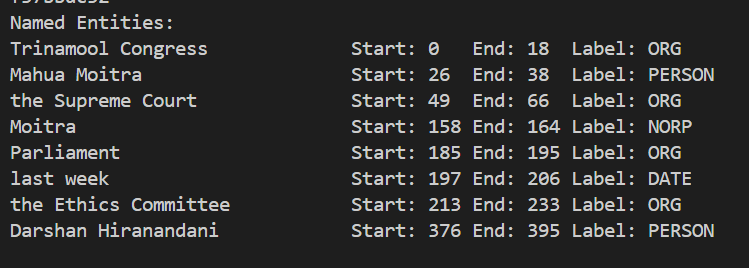 Named Entities:
Trinamool Congress Start: 0 End: 18 Label: ORG
Mahua Moitra Start: 26 End: 38 Label: PERSON
the Supreme Court Start: 49 End: 66 Label: ORG
Moitra Start: 158 End: 164 Label: NORP
Parliament Start: 185 End: 195 Label: ORG
last week Start: 197 End: 206 Label: DATE
the Ethics Committee Start: 213 End: 233 Label: ORG
Darshan Hiranandani Start: 376 End: 395 Label: PERSON